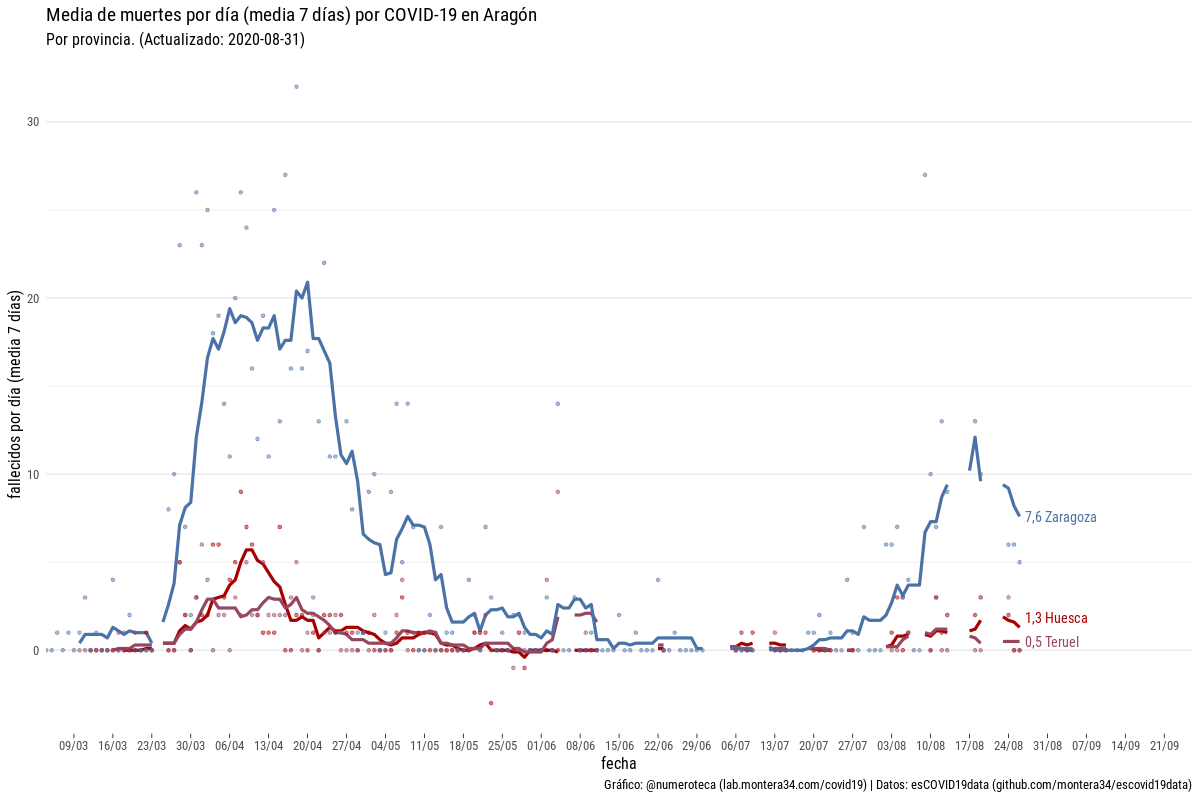 Media de muertes por día (media 7 días) por COVID-19 en Aragón
Por provincia. (Actualizado: 2020-08-31)
fallecidos por día (media 7 días)
30
20
10
0
7,6 Zaragoza
1,3 Huesca
0,5 Teruel
09/03 16/03 23/03 30/03 06/04 13/04 20/04 27/04 04/05 11/05 18/05 25/05 01/06 08/06 15/06 22/06 29/06 06/07 13/07 20/07 27/07 03/08 10/08 17/08 24/08 31/08 07/09 14/09 21/09
fecha
Gráfico: @numeroteca (lab.montera34.com/covid19) | Datos: esCOVID19data (github.com/montera34/escovid19data)